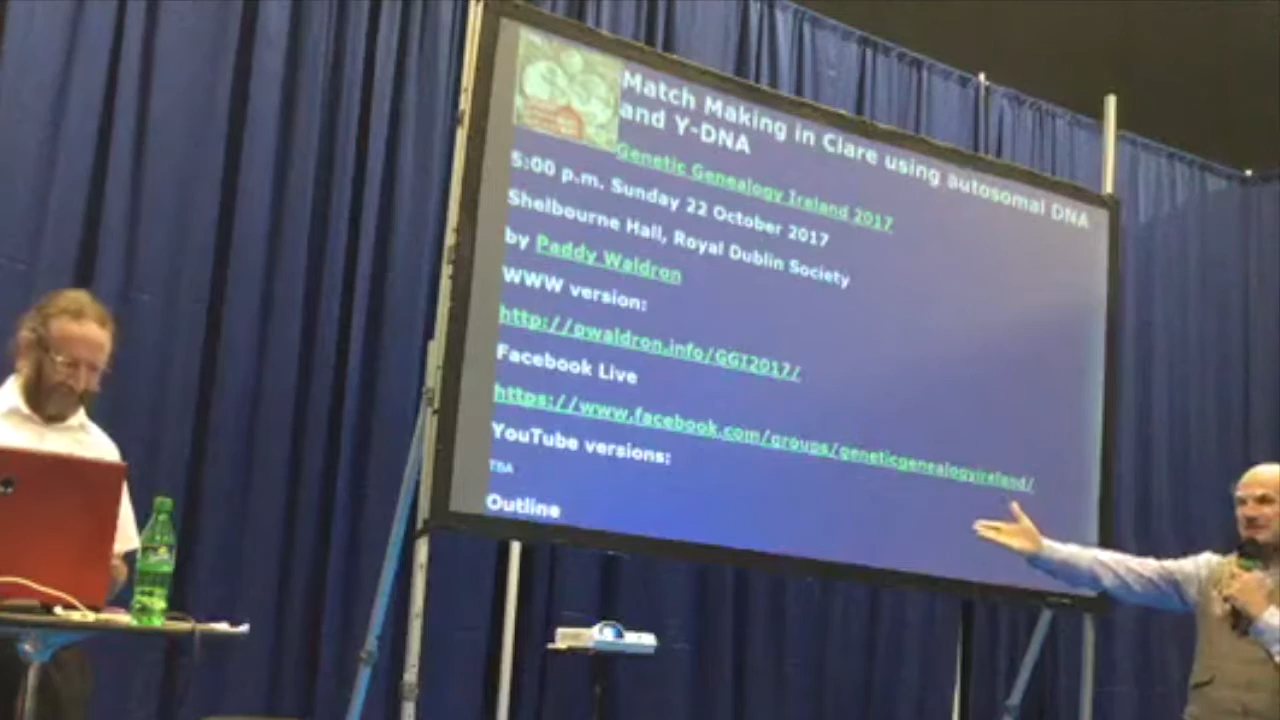 Match Making in Clare using autosomal DNA
and Y-DNA
Genetic Genealogy Ireland 2017
5:00 p.m. Sunday 22 October 2017
Shelbourne Hall, Royal Dublin Society
by Paddy Waldron
WWW version:
http://pwaldron.info/GGI2017/
Facebook Live
https://www.facebook.com/groups/geneticgenealogyireland/
YouTube versions:
TBA
Outline